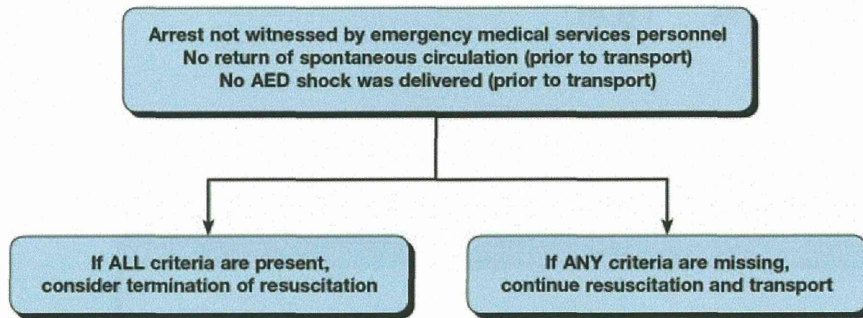 Arrest not witnessed by emergency medical services personnel
No return of spontaneous circulation (prior to transport)
No AED shock was delivered (prior to transport)
If ALL criteria are present,
consider termination of resuscitation
If ANY criteria are missing,
continue resuscitation and transport